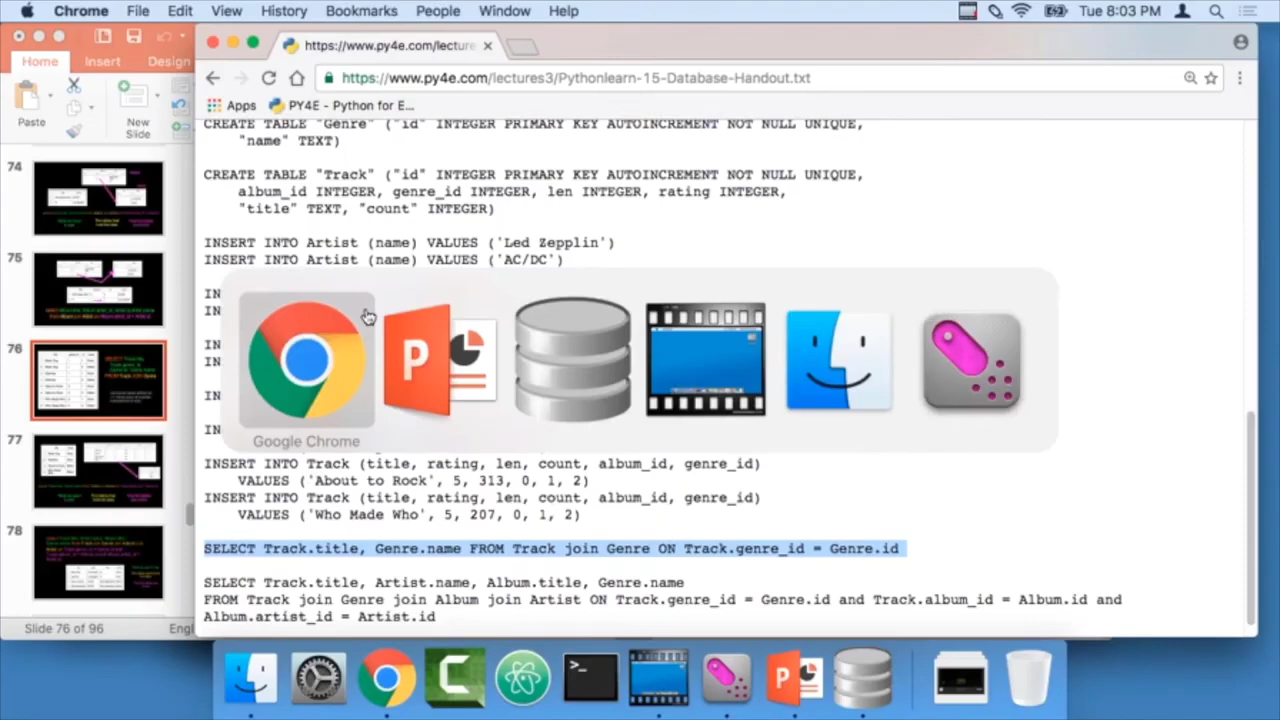 Chrome File Edit View History Bookmarks People Window Help
Tue 8:03 PM
Home Insert Design
Paste
New
Slide
74
75
76
77
78
Slide 76 of 96
Engl
https://www.py4e.com/lecture
https://www.py4e.com/lectures3/Pythonlearn-15-Database-Handout.txt
Apps PY4E - Python for E...
CREATE TABLE "Genre" ("id" INTEGER PRIMARY KEY AUTOINCREMENT NOT NULL UNIQUE,
"name" TEXT)
CREATE TABLE "Track" ("id" INTEGER PRIMARY KEY AUTOINCREMENT NOT NULL UNIQUE,
album_id INTEGER, genre_id INTEGER, len INTEGER, rating INTEGER,
"title" TEXT, "count" INTEGER)
INSERT INTO Artist (name) VALUES ('Led Zepplin')
INSERT INTO Artist (name) VALUES ('AC/DC')
IN
IN
IN
IN
IN
IN
Google Chrome
INSERT INTO Track (title, rating, len, count, album_id, genre_id)
VALUES ('About to Rock', 5, 313, 0, 1, 2)
INSERT INTO Track (title, rating, len, count, album_id, genre_id)
VALUES ('Who Made Who', 5, 207, 0, 1, 2)
SELECT Track.title, Genre.name FROM Track join Genre ON Track.genre_id = Genre.id
SELECT Track.title, Artist.name, Album.title, Genre.name
FROM Track join Genre join Album join Artist ON Track.genre_id = Genre.id and Track.album_id = Album.id and
Album.artist_id = Artist.id